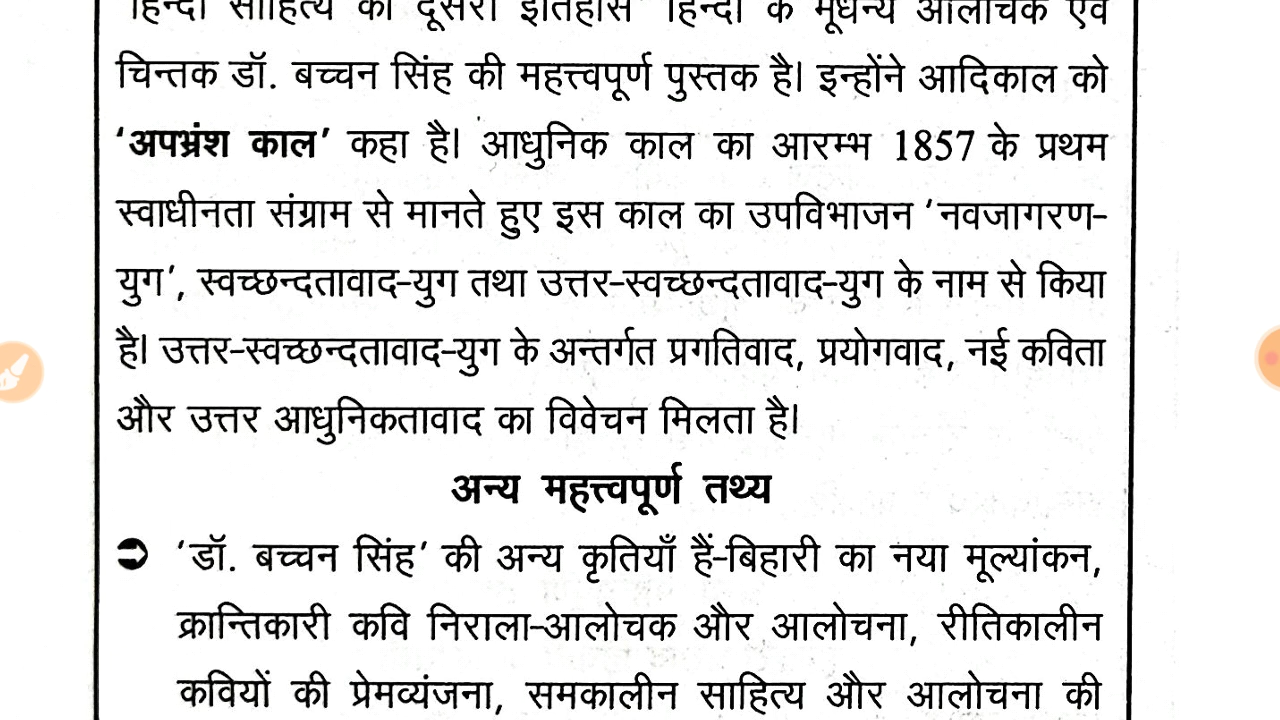 'हिन्दी साहित्य का दूसरा इतिहास' हिन्दी के मूर्धन्य आलोचक एवं
चिन्तक डॉ. बच्चन सिंह की महत्त्वपूर्ण पुस्तक है। इन्होंने आदिकाल को
'अपभ्रंश काल' कहा है। आधुनिक काल का आरम्भ 1857 के प्रथम
स्वाधीनता संग्राम से मानते हुए इस काल का उपविभाजन 'नवजागरण-
युग', स्वच्छन्दतावाद-युग तथा उत्तर-स्वच्छन्दतावाद-युग के नाम से किया
है। उत्तर-स्वच्छन्दतावाद-युग के अन्तर्गत प्रगतिवाद, प्रयोगवाद, नई कविता
और उत्तर आधुनिकतावाद का विवेचन मिलता है।
अन्य महत्त्वपूर्ण तथ्य
➲ 'डॉ. बच्चन सिंह' की अन्य कृतियाँ हैं-बिहारी का नया मूल्यांकन,
क्रान्तिकारी कवि निराला-आलोचक और आलोचना, रीतिकालीन
कवियों की प्रेमव्यंजना, समकालीन साहित्य और आलोचना की